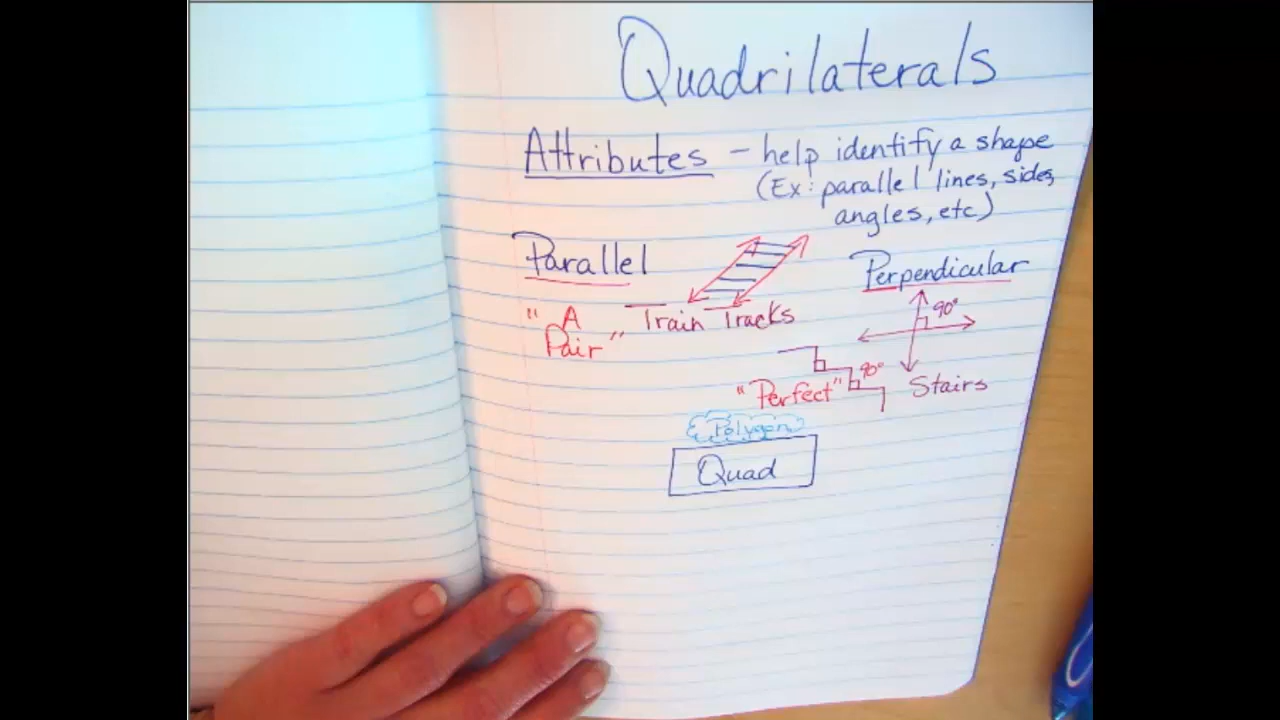 Quadrilaterals
Attributes - help identify a shape
(Ex: parallel lines, sides,
angles, etc)
Parallel
Perpendicular
90°
" A
Pair "
Train Tracks
90°
"Perfect"
Stairs
Polygon
Quad